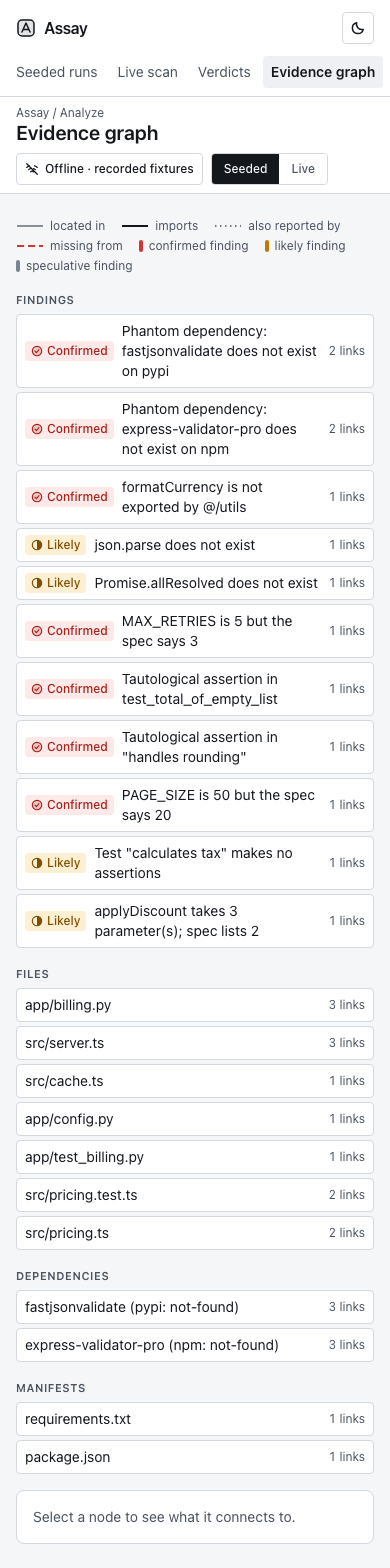 Assay
Seeded runs Live scan Verdicts Evidence graph
Assay / Analyze
Evidence graph
Offline · recorded fixtures Seeded Live
located in imports also reported by
missing from confirmed finding likely finding
speculative finding
FINDINGS
Confirmed Phantom dependency: fastjsonvalidate does not exist on pypi 2 links
Confirmed Phantom dependency: express-validator-pro does not exist on npm 2 links
Confirmed formatCurrency is not exported by @/utils 1 links
Likely json.parse does not exist 1 links
Likely Promise.allResolved does not exist 1 links
Confirmed MAX_RETRIES is 5 but the spec says 3 1 links
Confirmed Tautological assertion in test_total_of_empty_list 1 links
Confirmed Tautological assertion in "handles rounding" 1 links
Confirmed PAGE_SIZE is 50 but the spec says 20 1 links
Likely Test "calculates tax" makes no assertions 1 links
Likely applyDiscount takes 3 parameter(s); spec lists 2 1 links
FILES
app/billing.py 3 links
src/server.ts 3 links
src/cache.ts 1 links
app/config.py 1 links
app/test_billing.py 1 links
src/pricing.test.ts 2 links
src/pricing.ts 2 links
DEPENDENCIES
fastjsonvalidate (pypi: not-found) 3 links
express-validator-pro (npm: not-found) 3 links
MANIFESTS
requirements.txt 1 links
package.json 1 links
Select a node to see what it connects to.